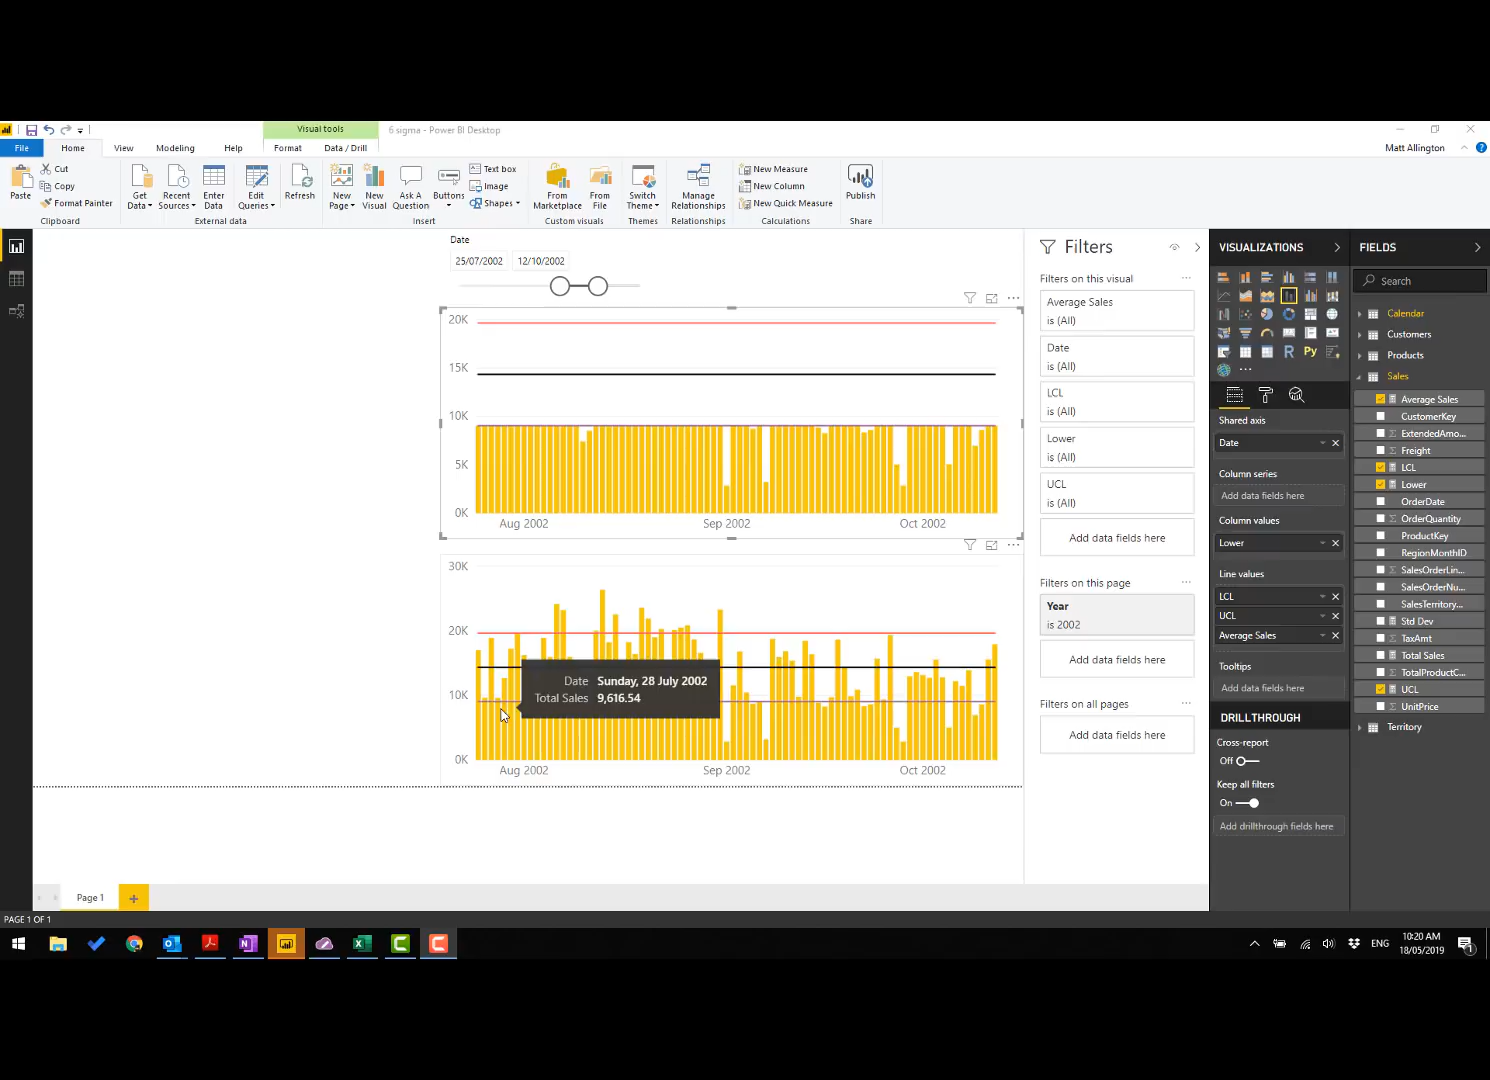 Visual tools
6 sigma - Power BI Desktop
File Home View Modeling Help Format Data / Drill
Matt Allington
Paste
Cut
Copy
Format Painter
Clipboard
Get Data
Recent Sources
Enter Data
Edit Queries
Refresh
External data
New Page
New Visual
Ask A Question
Buttons
Text box
Image
Shapes
Insert
From Marketplace
From File
Custom visuals
Switch Theme
Themes
Manage Relationships
Relationships
New Measure
New Column
New Quick Measure
Calculations
Publish
Share
Date
25/07/2002 12/10/2002
20K
15K
10K
5K
0K
Aug 2002 Sep 2002 Oct 2002
30K
20K
10K
0K
Aug 2002 Sep 2002 Oct 2002
Date Sunday, 28 July 2002
Total Sales 9,616.54
Filters
Filters on this visual
Average Sales
is (All)
Date
is (All)
LCL
is (All)
Lower
is (All)
UCL
is (All)
Add data fields here
Filters on this page
Year
is 2002
Add data fields here
Filters on all pages
Add data fields here
VISUALIZATIONS
R Py
Shared axis
Date
Column series
Add data fields here
Column values
Lower
Line values
LCL
UCL
Average Sales
Tooltips
Add data fields here
DRILLTHROUGH
Cross-report
Off
Keep all filters
On
Add drillthrough fields here
FIELDS
Search
Calendar
Customers
Products
Sales
Average Sales
CustomerKey
ExtendedAmo...
Freight
LCL
Lower
OrderDate
OrderQuantity
ProductKey
RegionMonthID
SalesOrderLin...
SalesOrderNu...
SalesTerritory...
Std Dev
TaxAmt
Total Sales
TotalProductC...
UCL
UnitPrice
Territory
Page 1
PAGE 1 OF 1
ENG
10:20 AM
18/05/2019